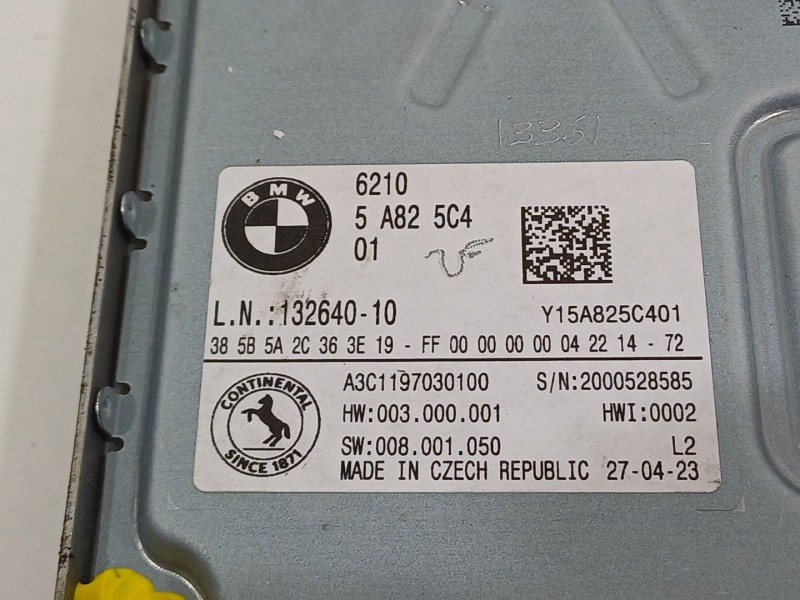 1336
BMW
6210
5 A82 5C4
01
L.N.:132640-10
Y15A825C401
38 5B 5A 2C 36 3E 19 - FF 00 00 00 00 04 22 14 - 72
CONTINENTAL
SINCE 1871
A3C1197030100 S/N:2000528585
HW:003.000.001 HWI:0002
SW:008.001.050 L2
MADE IN CZECH REPUBLIC 27-04-23